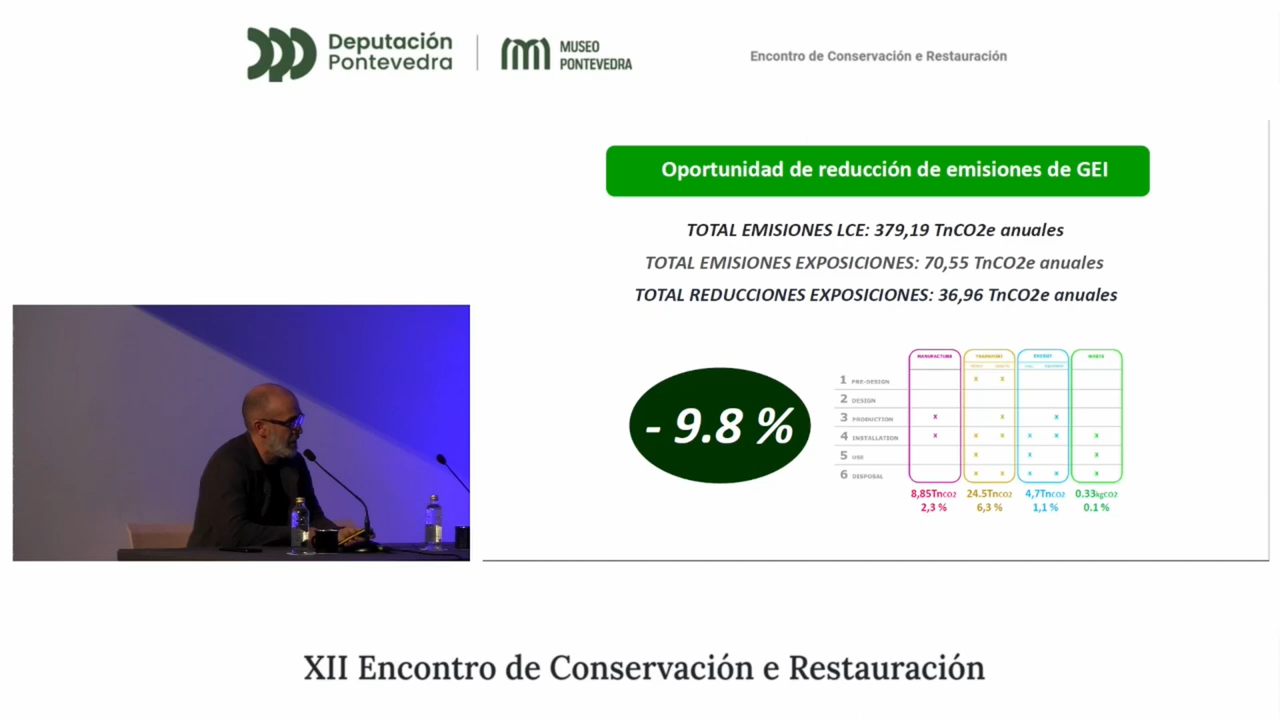 Deputación
Pontevedra
MUSEO
PONTEVEDRA
Encontro de Conservación e Restauración
Oportunidad de reducción de emisiones de GEI
TOTAL EMISIONES LCE: 379,19 TnCO2e anuales
TOTAL EMISIONES EXPOSICIONES: 70,55 TnCO2e anuales
TOTAL REDUCCIONES EXPOSICIONES: 36,96 TnCO2e anuales
- 9.8 %
MANUFACTURE TRANSPORT ENERGY WASTE
1 PRE-DESIGN x x
2 DESIGN
3 PRODUCTION x x x
4 INSTALLATION x x x x x x
5 USE x x x
6 DISPOSAL x x x x x
8,85TnCO2 24.5TnCO2 4,7TnCO2 0.33kgCO2
2,3 % 6,3 % 1,1 % 0.1 %
XII Encontro de Conservación e Restauración